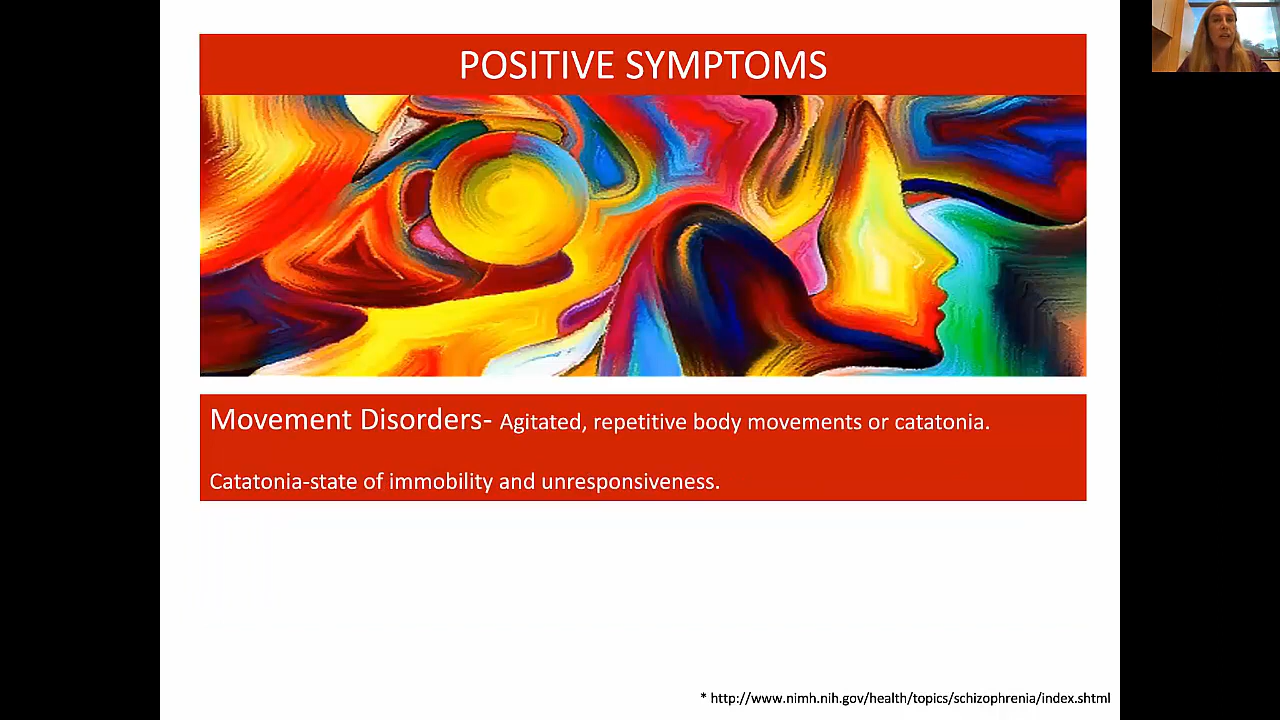 POSITIVE SYMPTOMS
Movement Disorders- Agitated, repetitive body movements or catatonia.
Catatonia-state of immobility and unresponsiveness.
* http://www.nimh.nih.gov/health/topics/schizophrenia/index.shtml